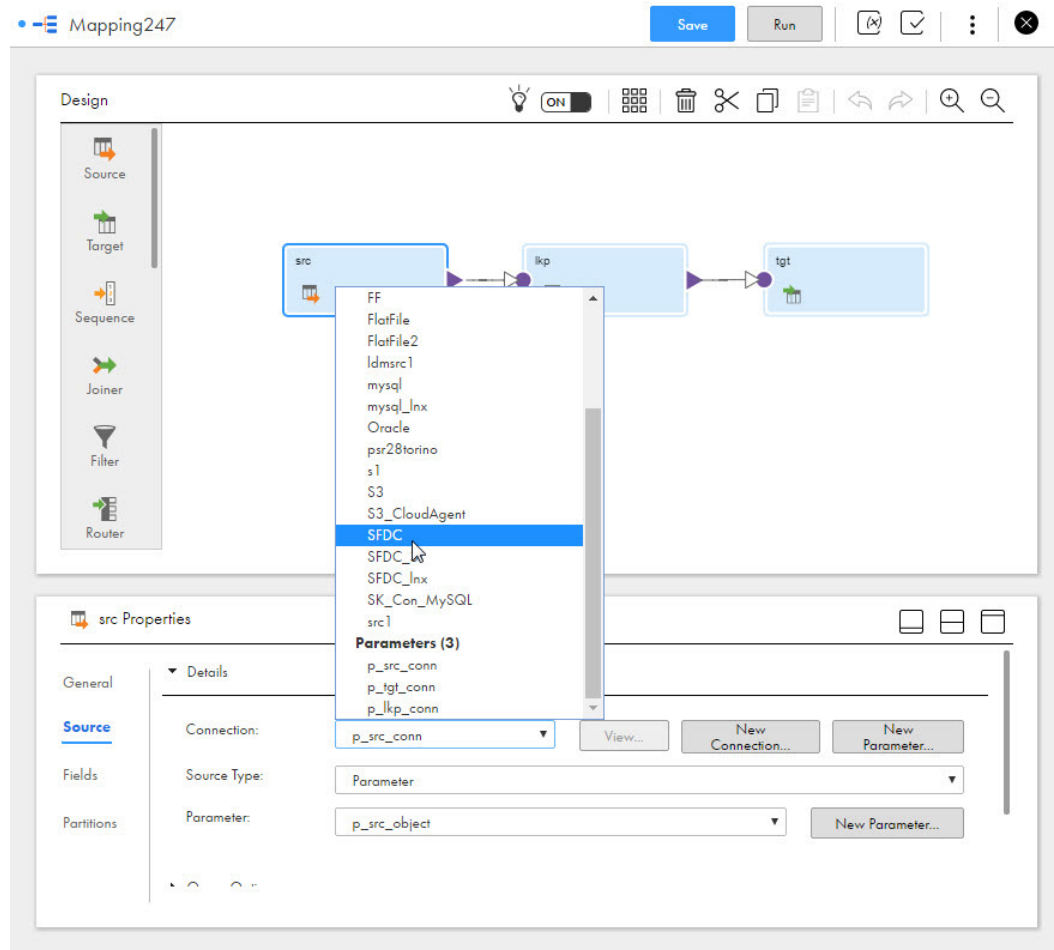 Mapping247
Save
Run
(x)
Design
ON
Source
Target
Sequence
Joiner
Filter
Router
src
lkp
tgt
FF
FlatFile
FlatFile2
ldmsrc1
mysql
mysql_lnx
Oracle
psr28torino
s1
S3
S3_CloudAgent
SFDC
SFDC_
SFDC_lnx
SK_Con_MySQL
src1
Parameters (3)
p_src_conn
p_tgt_conn
p_lkp_conn
src Properties
General
Source
Fields
Partitions
Details
Connection:
p_src_conn
View...
New
Connection...
New
Parameter...
Source Type:
Parameter
Parameter:
p_src_object
New Parameter...